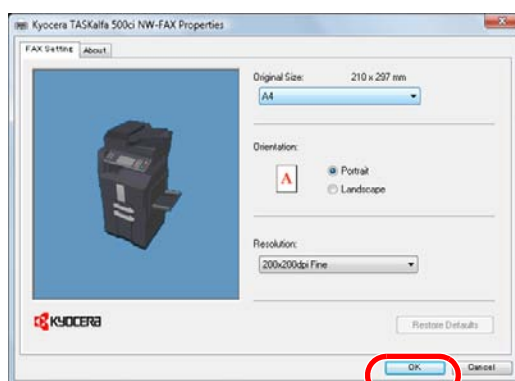 Kyocera TASKalfa 500ci NW-FAX Properties
FAX Setting About
Original Size: 210 x 297 mm
A4
Orientation:
A
Portrait
Landscape
Resolution:
200x200dpi Fine
KYOCERA
Restore Defaults
OK Cancel